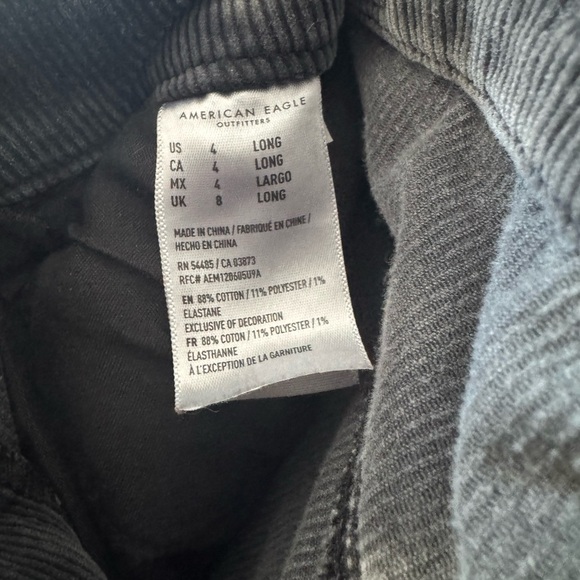 AMERICAN EAGLE
OUTFITTERS
US 4 LONG
CA 4 LONG
MX 4 LARGO
UK 8 LONG
MADE IN CHINA / FABRIQUÉ EN CHINE /
HECHO EN CHINA
RN 54485 / CA 03873
RFC# AEM12B605U9A
EN 88% COTTON / 11% POLYESTER / 1%
ELASTANE
EXCLUSIVE OF DECORATION
FR 88% COTON / 11% POLYESTER / 1%
ÉLASTHANNE
À L'EXCEPTION DE LA GARNITURE